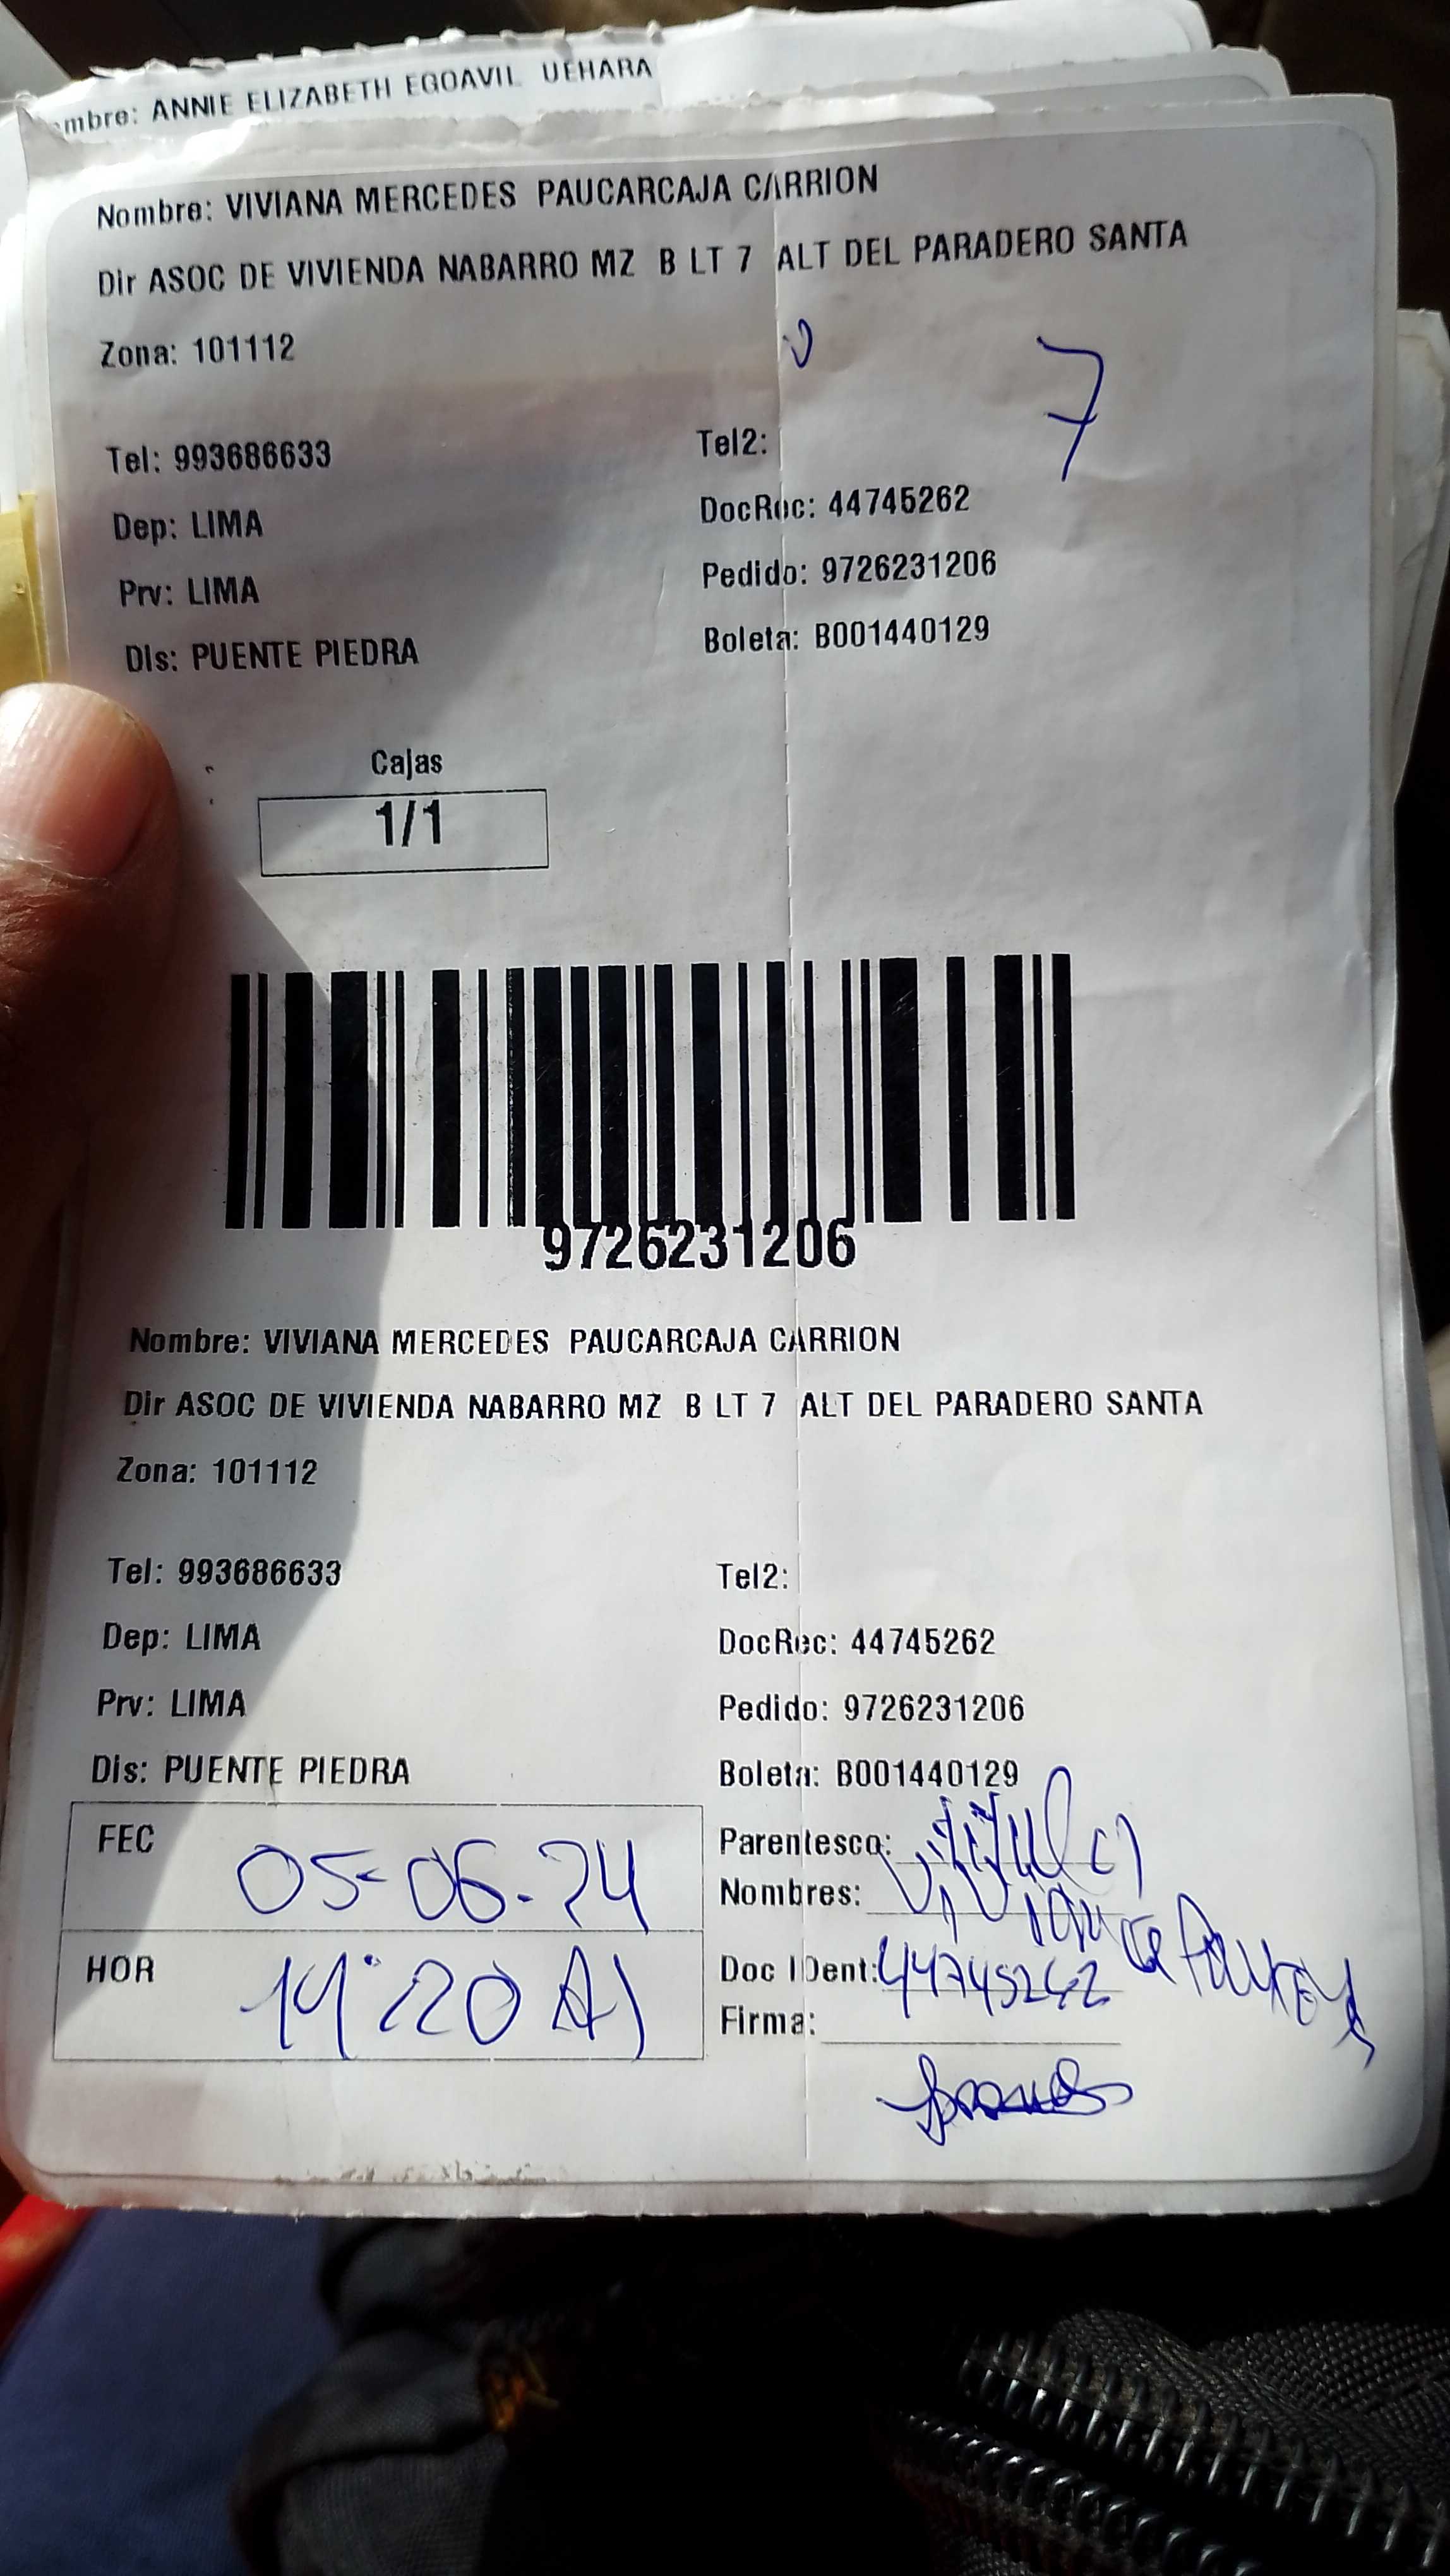 mbre: ANNIE ELIZABETH EGOAVIL UEHARA
Nombre: VIVIANA MERCEDES PAUCARCAJA CARRION
Dir ASOC DE VIVIENDA NABARRO MZ B LT 7 ALT DEL PARADERO SANTA
Zona: 101112
7
Tel: 993686633 Tel2:
Dep: LIMA DocRec: 44745262
Prv: LIMA Pedido: 9726231206
Dis: PUENTE PIEDRA Boleta: B001440129
Cajas
1/1
9726231206
Nombre: VIVIANA MERCEDES PAUCARCAJA CARRION
Dir ASOC DE VIVIENDA NABARRO MZ B LT 7 ALT DEL PARADERO SANTA
Zona: 101112
Tel: 993686633 Tel2:
Dep: LIMA DocRec: 44745262
Prv: LIMA Pedido: 9726231206
Dis: PUENTE PIEDRA Boleta: B001440129
FEC 05-06-24 Parentesco:
Nombres: Viviana
HOR Doc IDent: 44745262
Firma: